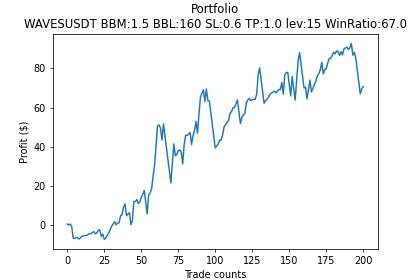 Portfolio
WAVESUSDT BBM:1.5 BBL:160 SL:0.6 TP:1.0 lev:15 WinRatio:67.0
80
60
40
20
0
Profit ($)
0 25 50 75 100 125 150 175 200
Trade counts